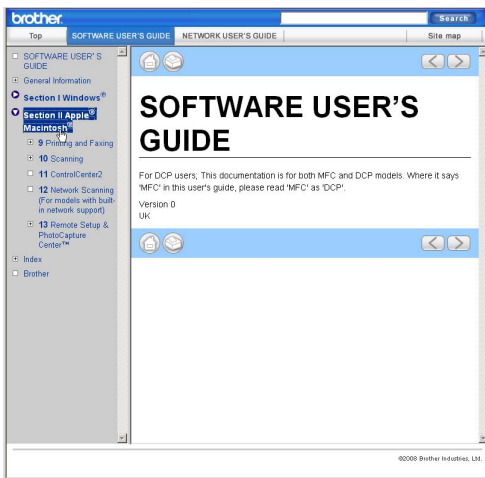 brother.
Search
Top
SOFTWARE USER'S GUIDE
NETWORK USER'S GUIDE
Site map
SOFTWARE USER' S
GUIDE
General Information
Section I Windows®
Section II Apple®
Macintosh®
9 Printing and Faxing
10 Scanning
11 ControlCenter2
12 Network Scanning
(For models with built-
in network support)
13 Remote Setup &
PhotoCapture
Center™
Index
Brother
SOFTWARE USER'S
GUIDE
For DCP users; This documentation is for both MFC and DCP models. Where it says
'MFC' in this user's guide, please read 'MFC' as 'DCP'.
Version 0
UK
©2008 Brother Industries, Ltd.